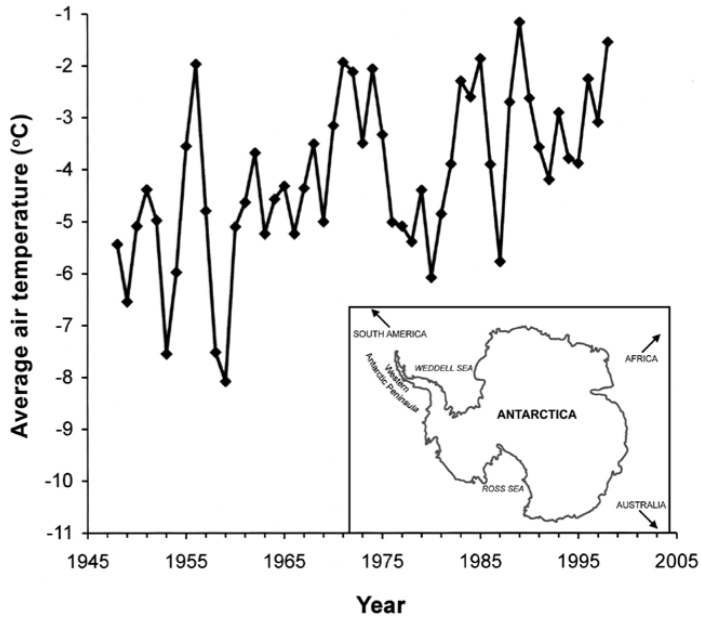 Average air temperature (ºC)
-1
-2
-3
-4
-5
-6
-7
-8
-9
-10
-11
SOUTH AMERICA
AFRICA
WEDDELL SEA
Western
Antarctic Peninsula
ANTARCTICA
ROSS SEA
AUSTRALIA
1945
1955
1965
1975
1985
1995
2005
Year